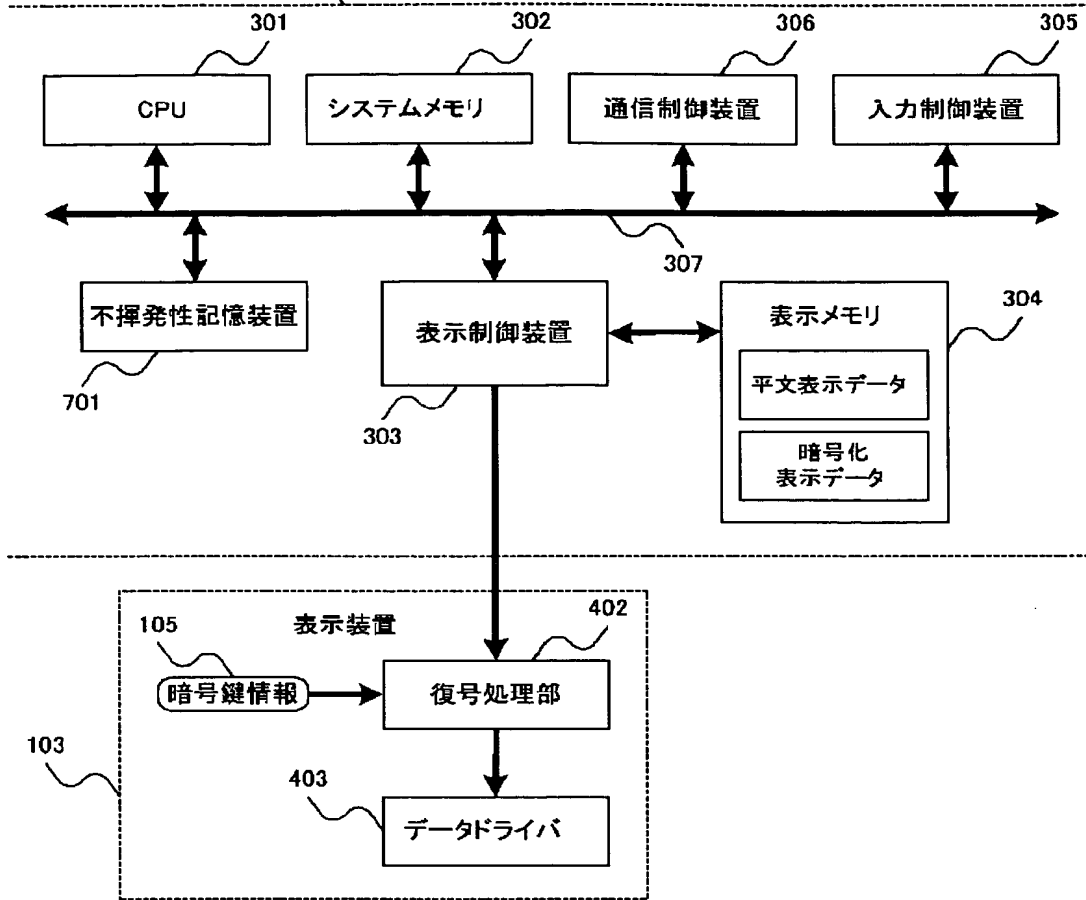 301
302
306
305
CPU
システムメモリ
通信制御装置
入力制御装置
307
不揮発性記憶装置
701
表示制御装置
303
表示メモリ
304
平文表示データ
暗号化
表示データ
表示装置
105
402
暗号鍵情報
復号処理部
103
403
データドライバ